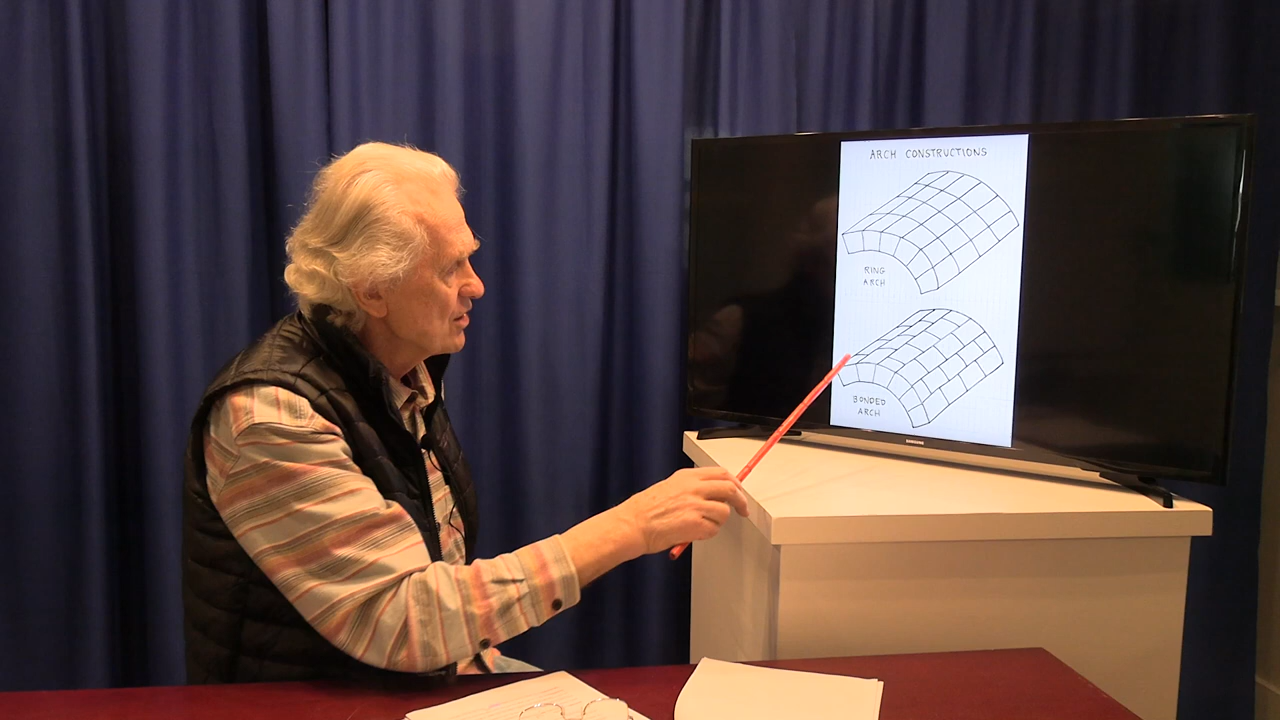 ARCH CONSTRUCTIONS
RING
ARCH
BONDED
ARCH
SAMSUNG